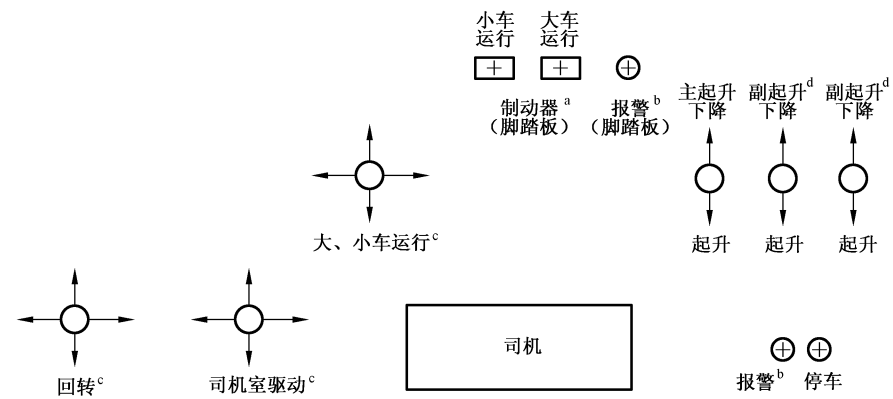 小车 大车
运行 运行
制动器a 报警b
（脚踏板） （脚踏板）
主起升 副起升d 副起升d
下降 下降 下降
起升 起升 起升
大、小车运行c
司机
回转c 司机室驱动c
报警b 停车